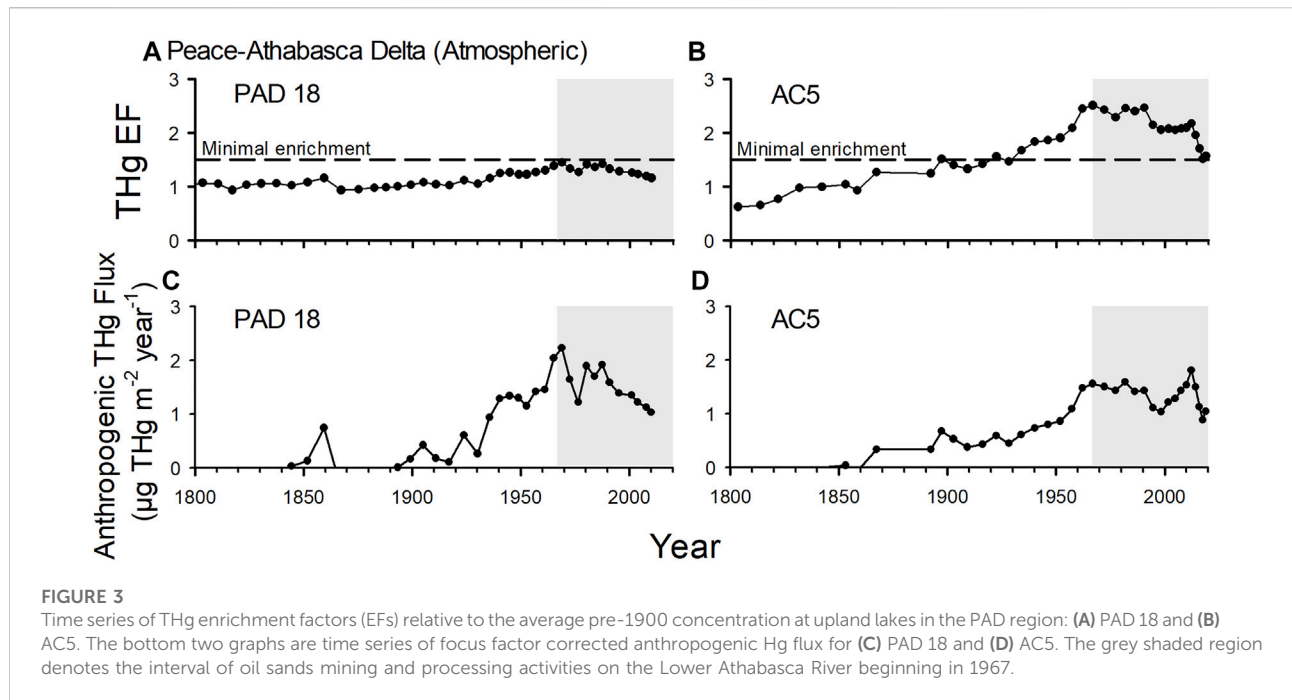 A Peace-Athabasca Delta (Atmospheric)
B
THg EF
3
2
1
0
PAD 18
Minimal enrichment
3
2
1
0
AC5
Minimal enrichment
C
D
Anthropogenic THg Flux
(µg THg m⁻² year⁻¹)
3
2
1
0
PAD 18
1800 1850 1900 1950 2000
3
2
1
0
AC5
1800 1850 1900 1950 2000
Year
FIGURE 3
Time series of THg enrichment factors (EFs) relative to the average pre-1900 concentration at upland lakes in the PAD region: (A) PAD 18 and (B)
AC5. The bottom two graphs are time series of focus factor corrected anthropogenic Hg flux for (C) PAD 18 and (D) AC5. The grey shaded region
denotes the interval of oil sands mining and processing activities on the Lower Athabasca River beginning in 1967.